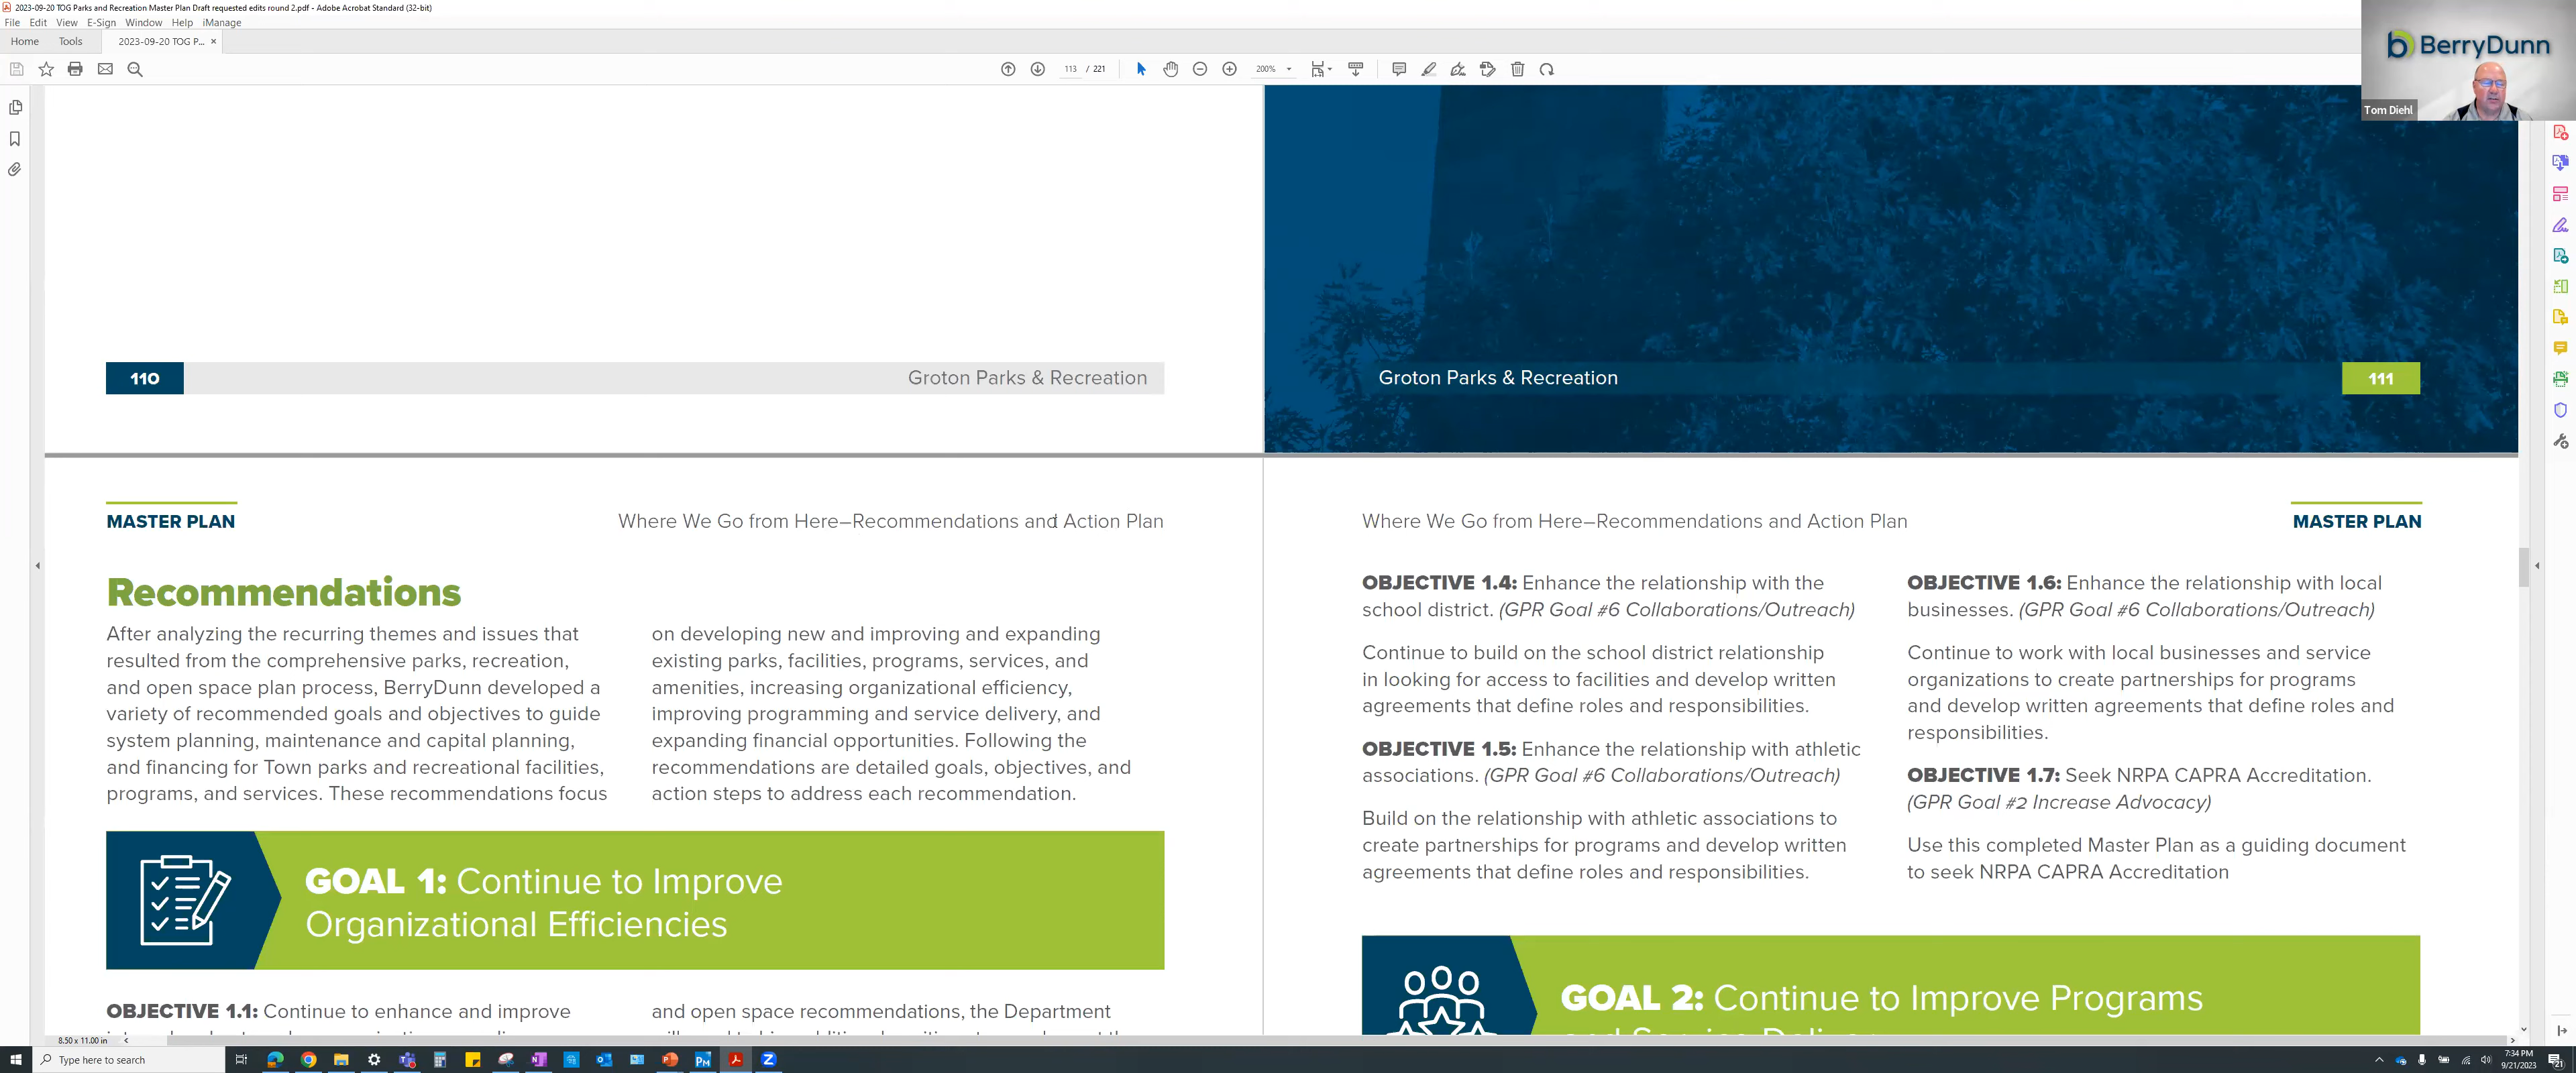 2023-09-20 TOG Parks and Recreation Master Plan Draft requested edits round 2.pdf - Adobe Acrobat Standard (32-bit)
File Edit View E-Sign Window Help iManage
Home Tools 2023-09-20 TOG P... ×
113 / 221 200%
BerryDunn
Tom Diehl
110 Groton Parks & Recreation
Groton Parks & Recreation 111
MASTER PLAN Where We Go from Here–Recommendations and Action Plan
Recommendations
After analyzing the recurring themes and issues that
resulted from the comprehensive parks, recreation,
and open space plan process, BerryDunn developed a
variety of recommended goals and objectives to guide
system planning, maintenance and capital planning,
and financing for Town parks and recreational facilities,
programs, and services. These recommendations focus
on developing new and improving and expanding
existing parks, facilities, programs, services, and
amenities, increasing organizational efficiency,
improving programming and service delivery, and
expanding financial opportunities. Following the
recommendations are detailed goals, objectives, and
action steps to address each recommendation.
GOAL 1: Continue to Improve
Organizational Efficiencies
OBJECTIVE 1.1: Continue to enhance and improve
and open space recommendations, the Department
Where We Go from Here–Recommendations and Action Plan MASTER PLAN
OBJECTIVE 1.4: Enhance the relationship with the
school district. (GPR Goal #6 Collaborations/Outreach)
Continue to build on the school district relationship
in looking for access to facilities and develop written
agreements that define roles and responsibilities.
OBJECTIVE 1.5: Enhance the relationship with athletic
associations. (GPR Goal #6 Collaborations/Outreach)
Build on the relationship with athletic associations to
create partnerships for programs and develop written
agreements that define roles and responsibilities.
OBJECTIVE 1.6: Enhance the relationship with local
businesses. (GPR Goal #6 Collaborations/Outreach)
Continue to work with local businesses and service
organizations to create partnerships for programs
and develop written agreements that define roles and
responsibilities.
OBJECTIVE 1.7: Seek NRPA CAPRA Accreditation.
(GPR Goal #2 Increase Advocacy)
Use this completed Master Plan as a guiding document
to seek NRPA CAPRA Accreditation
GOAL 2: Continue to Improve Programs
and Service Delivery
8.50 x 11.00 in
Type here to search
7:34 PM
9/21/2023